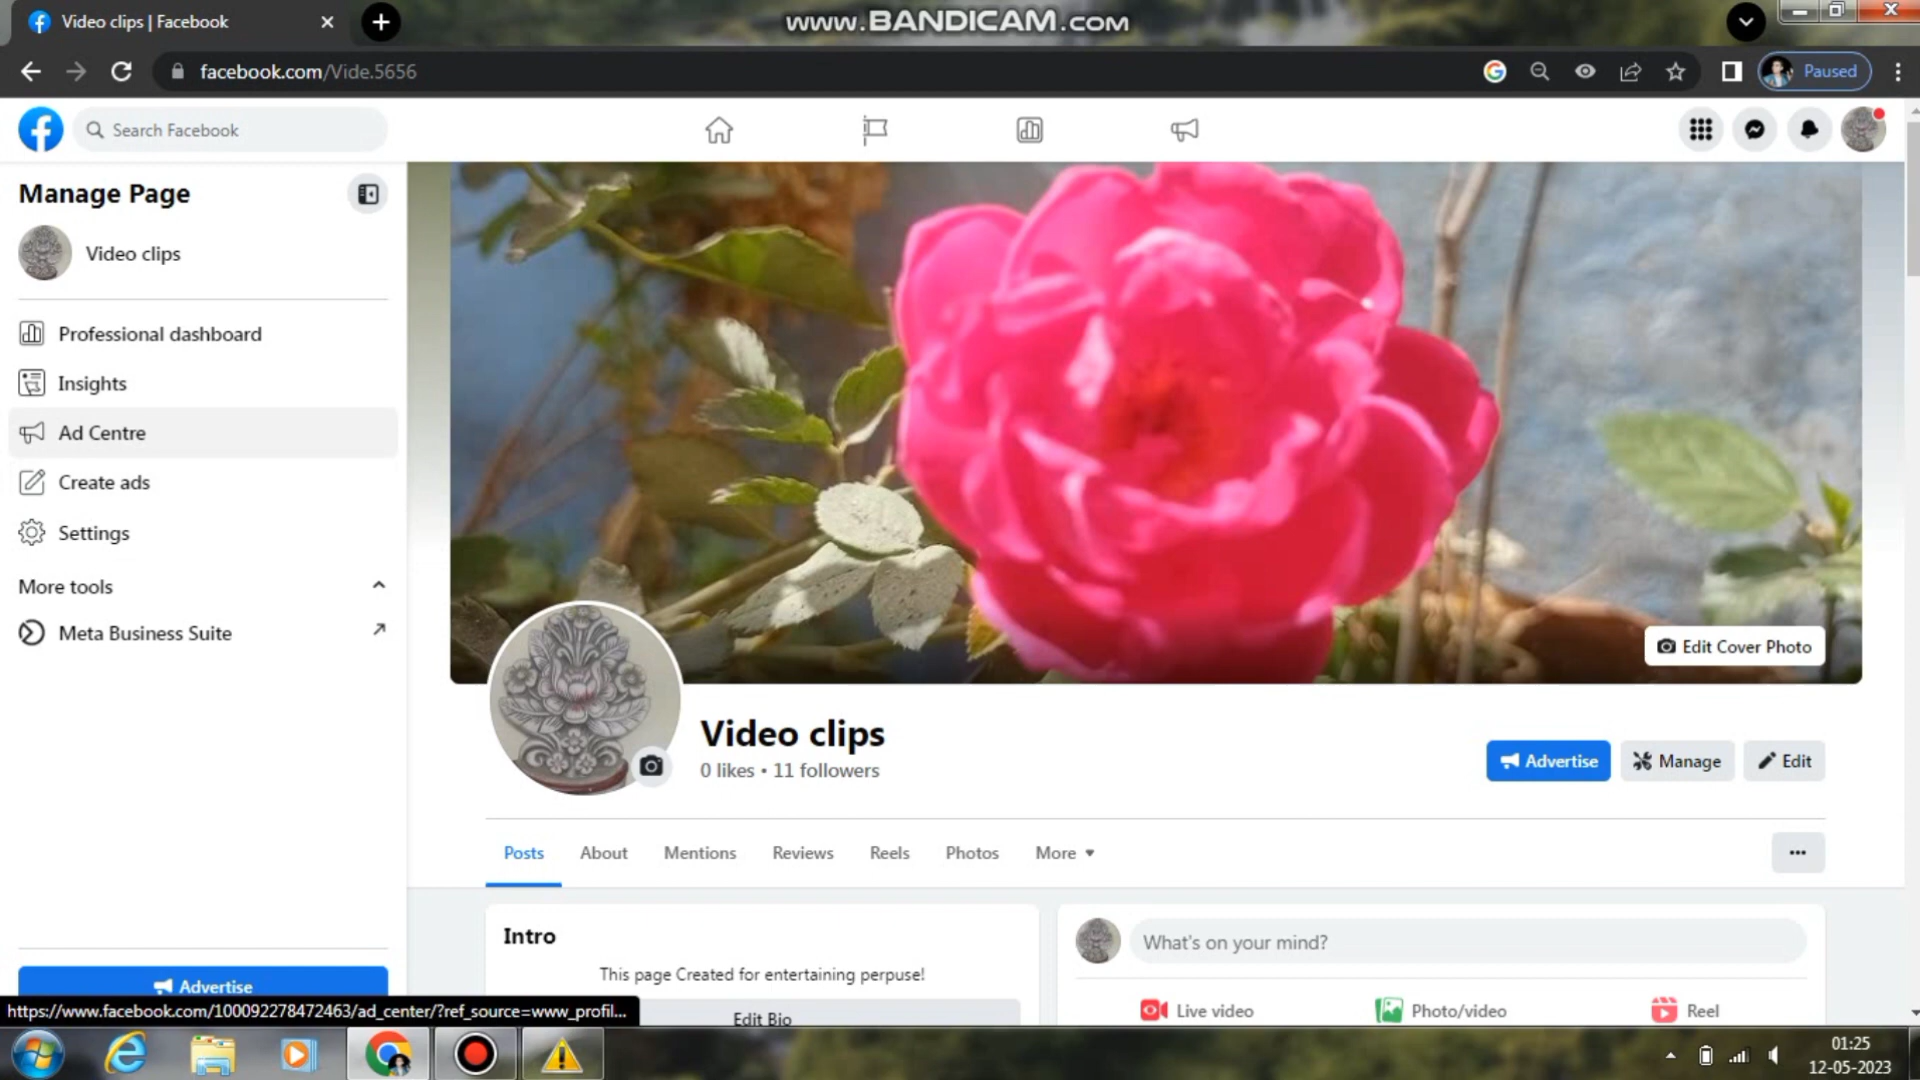 Video clips | Facebook
www.BANDICAM.com
facebook.com/Vide.5656
Paused
Search Facebook
Manage Page
Video clips
Professional dashboard
Insights
Ad Centre
Create ads
Settings
More tools
Meta Business Suite
Advertise
https://www.facebook.com/100092278472463/ad_center/?ref_source=www_profil...
Edit Cover Photo
Video clips
0 likes • 11 followers
Advertise
Manage
Edit
Posts About Mentions Reviews Reels Photos More
Intro
This page Created for entertaining perpuse!
Edit Bio
What's on your mind?
Live video
Photo/video
Reel
01:25
12-05-2023